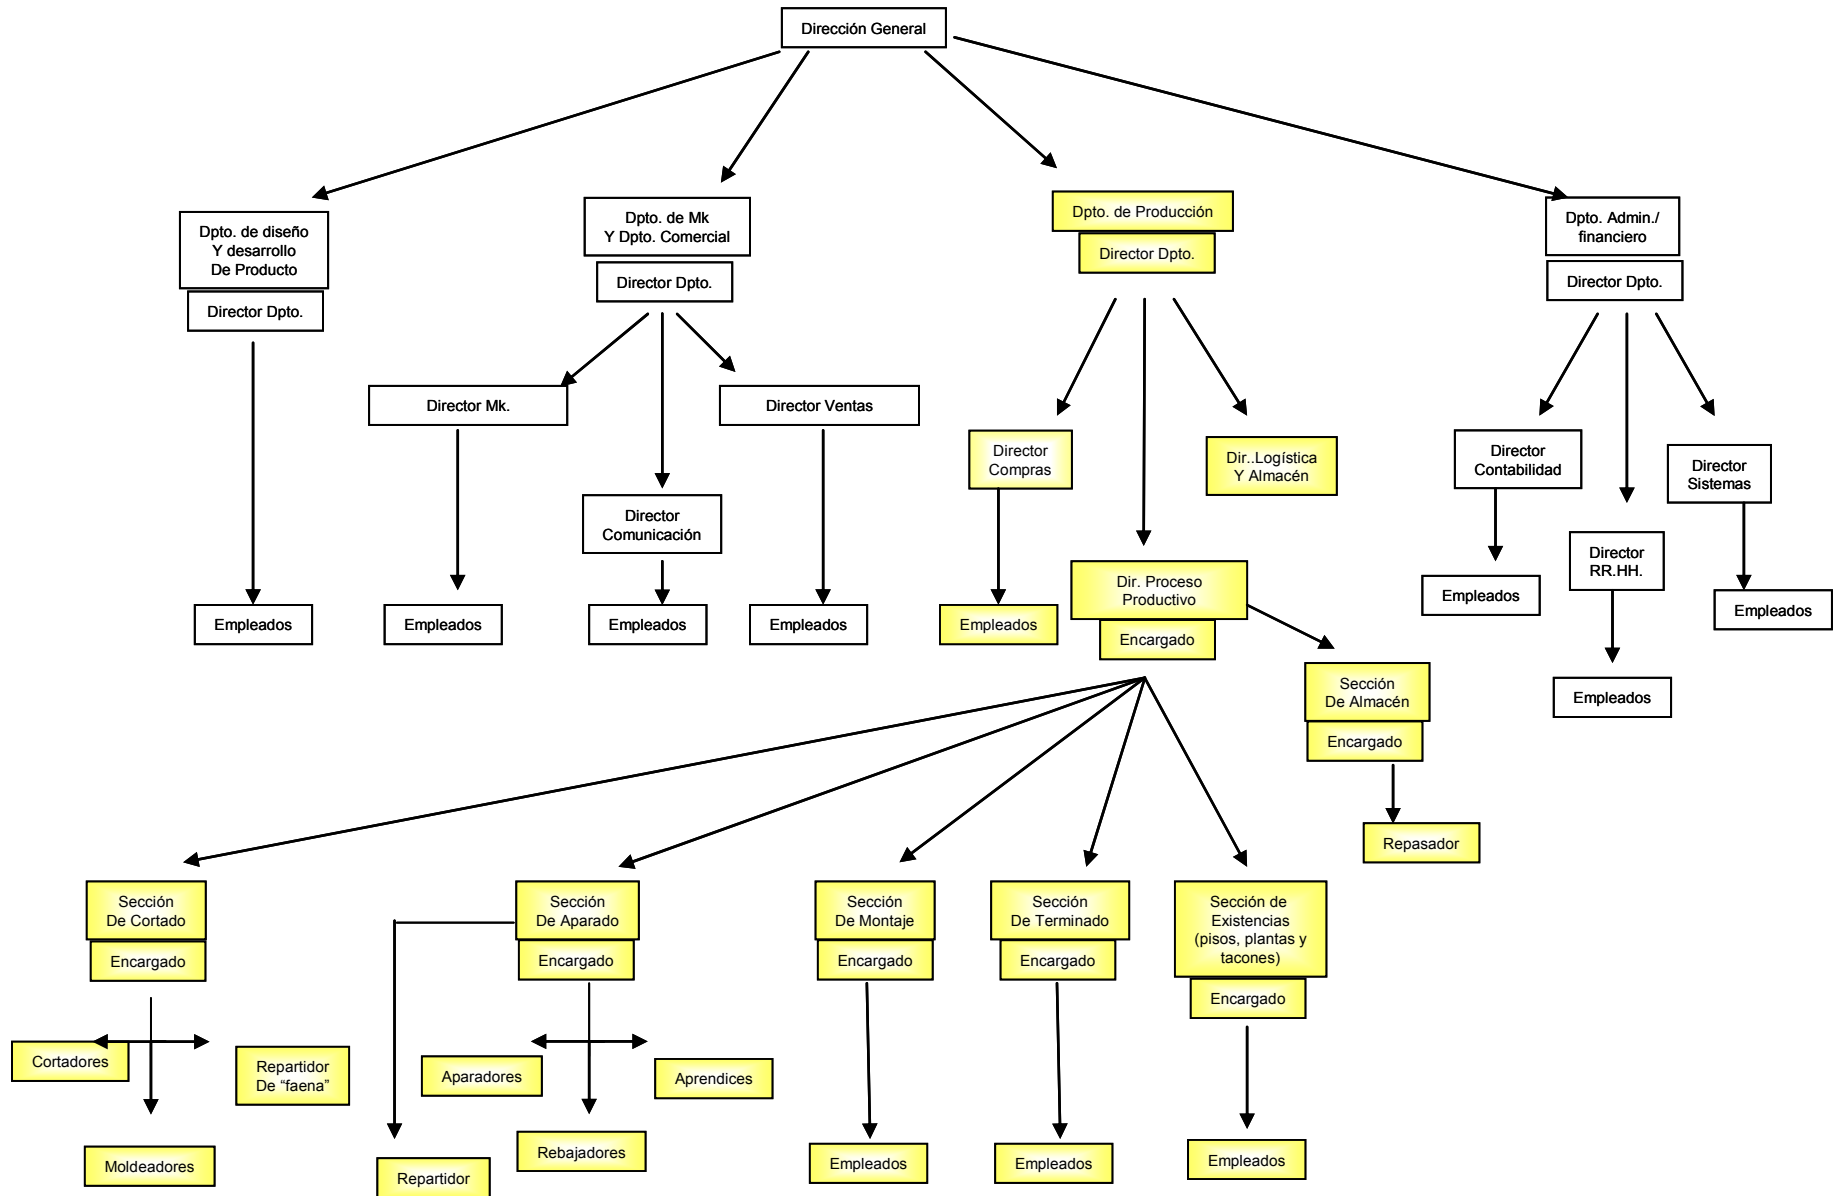 Dirección General
Dpto. de diseño
Y desarrollo
De Producto
Director Dpto.
Dpto. de Mk
Y Dpto. Comercial
Director Dpto.
Dpto. de Producción
Director Dpto.
Dpto. Admin./
financiero
Director Dpto.
Director Mk.
Director Ventas
Director
Comunicación
Empleados
Empleados
Empleados
Empleados
Director
Compras
Empleados
Dir..Logística
Y Almacén
Dir. Proceso
Productivo
Encargado
Director
Contabilidad
Empleados
Director
RR.HH.
Empleados
Director
Sistemas
Empleados
Sección
De Almacén
Encargado
Repasador
Sección
De Cortado
Encargado
Cortadores
Repartidor
De “faena”
Moldeadores
Sección
De Aparado
Encargado
Aparadores
Aprendices
Rebajadores
Repartidor
Sección
De Montaje
Encargado
Empleados
Sección
De Terminado
Encargado
Empleados
Sección de
Existencias
(pisos, plantas y
tacones)
Encargado
Empleados